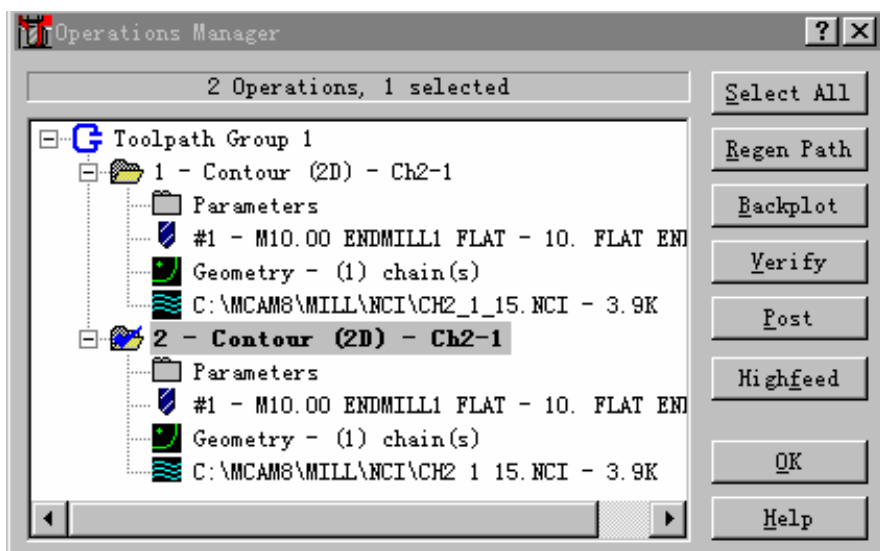 Operations Manager
2 Operations, 1 selected
Toolpath Group 1
1 - Contour (2D) - Ch2-1
Parameters
#1 - M10.00 ENDMILL1 FLAT - 10. FLAT END
Geometry - (1) chain(s)
C:\MCAM8\MILL\NCI\CH2_1_15.NCI - 3.9K
2 - Contour (2D) - Ch2-1
Parameters
#1 - M10.00 ENDMILL1 FLAT - 10. FLAT END
Geometry - (1) chain(s)
C:\MCAM8\MILL\NCI\CH2 1 15.NCI - 3.9K
Select All
Regen Path
Backplot
Verify
Post
Highfeed
OK
Help